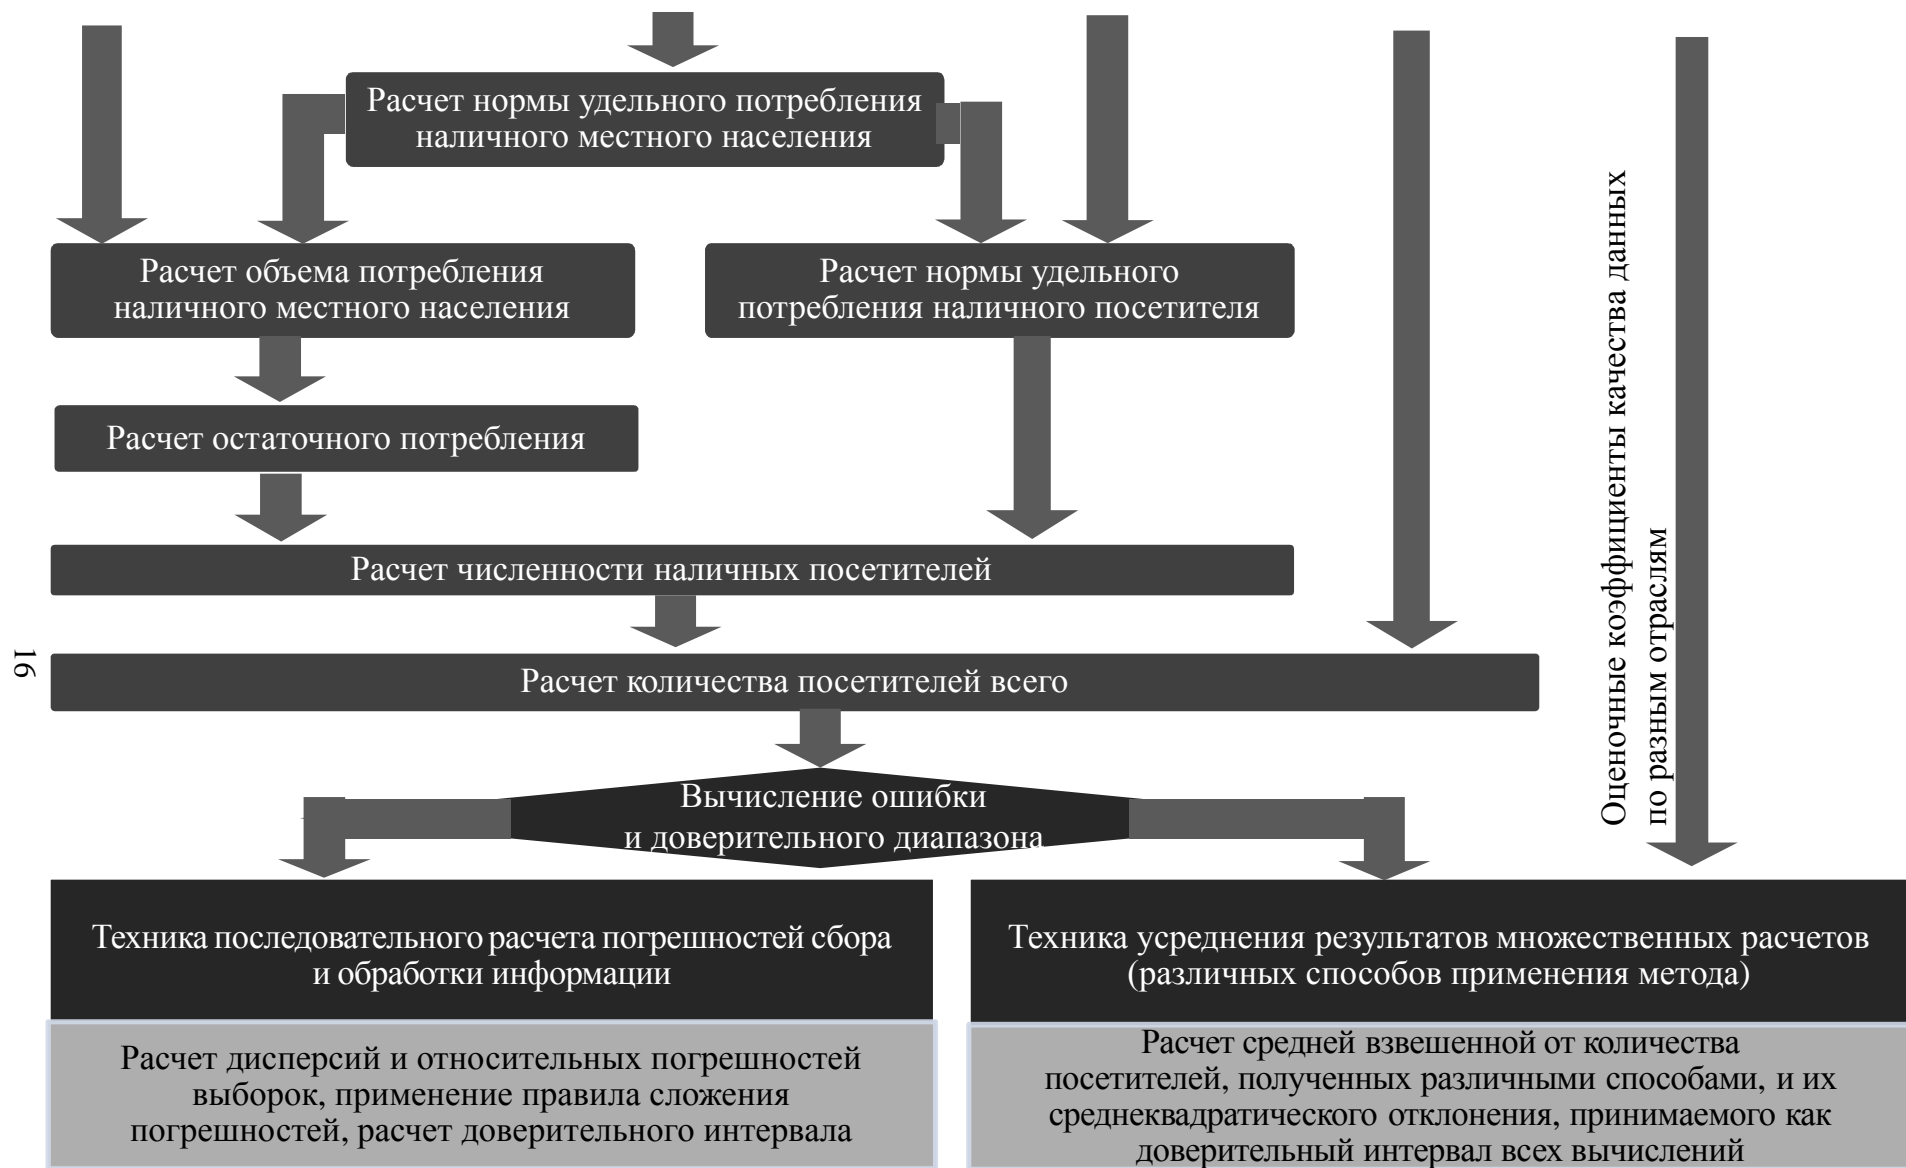 Расчет нормы удельного потребления
наличного местного населения
Расчет объема потребления
наличного местного населения
Расчет нормы удельного
потребления наличного посетителя
Расчет остаточного потребления
Расчет численности наличных посетителей
Расчет количества посетителей всего
Оценочные коэффициенты качества данных
по разным отраслям
16
Вычисление ошибки
и доверительного диапазона
Техника последовательного расчета погрешностей сбора
и обработки информации
Техника усреднения результатов множественных расчетов
(различных способов применения метода)
Расчет дисперсий и относительных погрешностей
выборок, применение правила сложения
погрешностей, расчет доверительного интервала
Расчет средней взвешенной от количества
посетителей, полученных различными способами, и их
среднеквадратического отклонения, принимаемого как
доверительный интервал всех вычислений